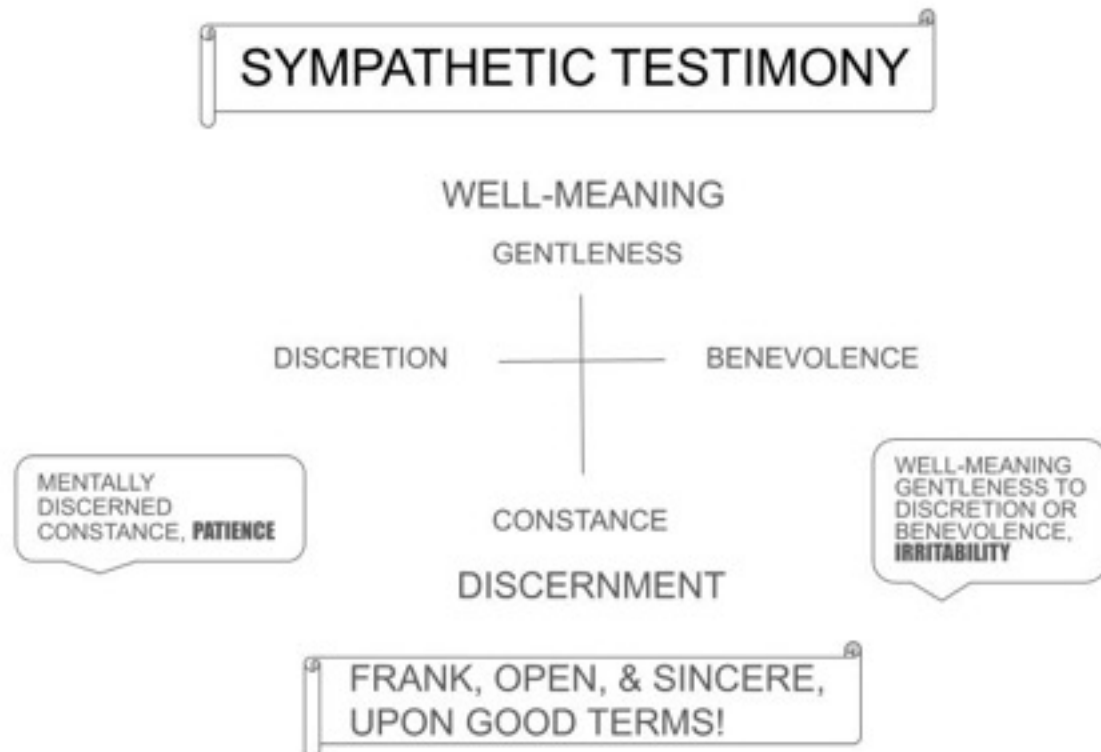 SYMPATHETIC TESTIMONY
WELL-MEANING
GENTLENESS
DISCRETION
BENEVOLENCE
MENTALLY
DISCERNED
CONSTANCE, PATIENCE
WELL-MEANING
GENTLENESS TO
DISCRETION OR
BENEVOLENCE,
IRRITABILITY
CONSTANCE
DISCERNMENT
FRANK, OPEN, & SINCERE,
UPON GOOD TERMS!